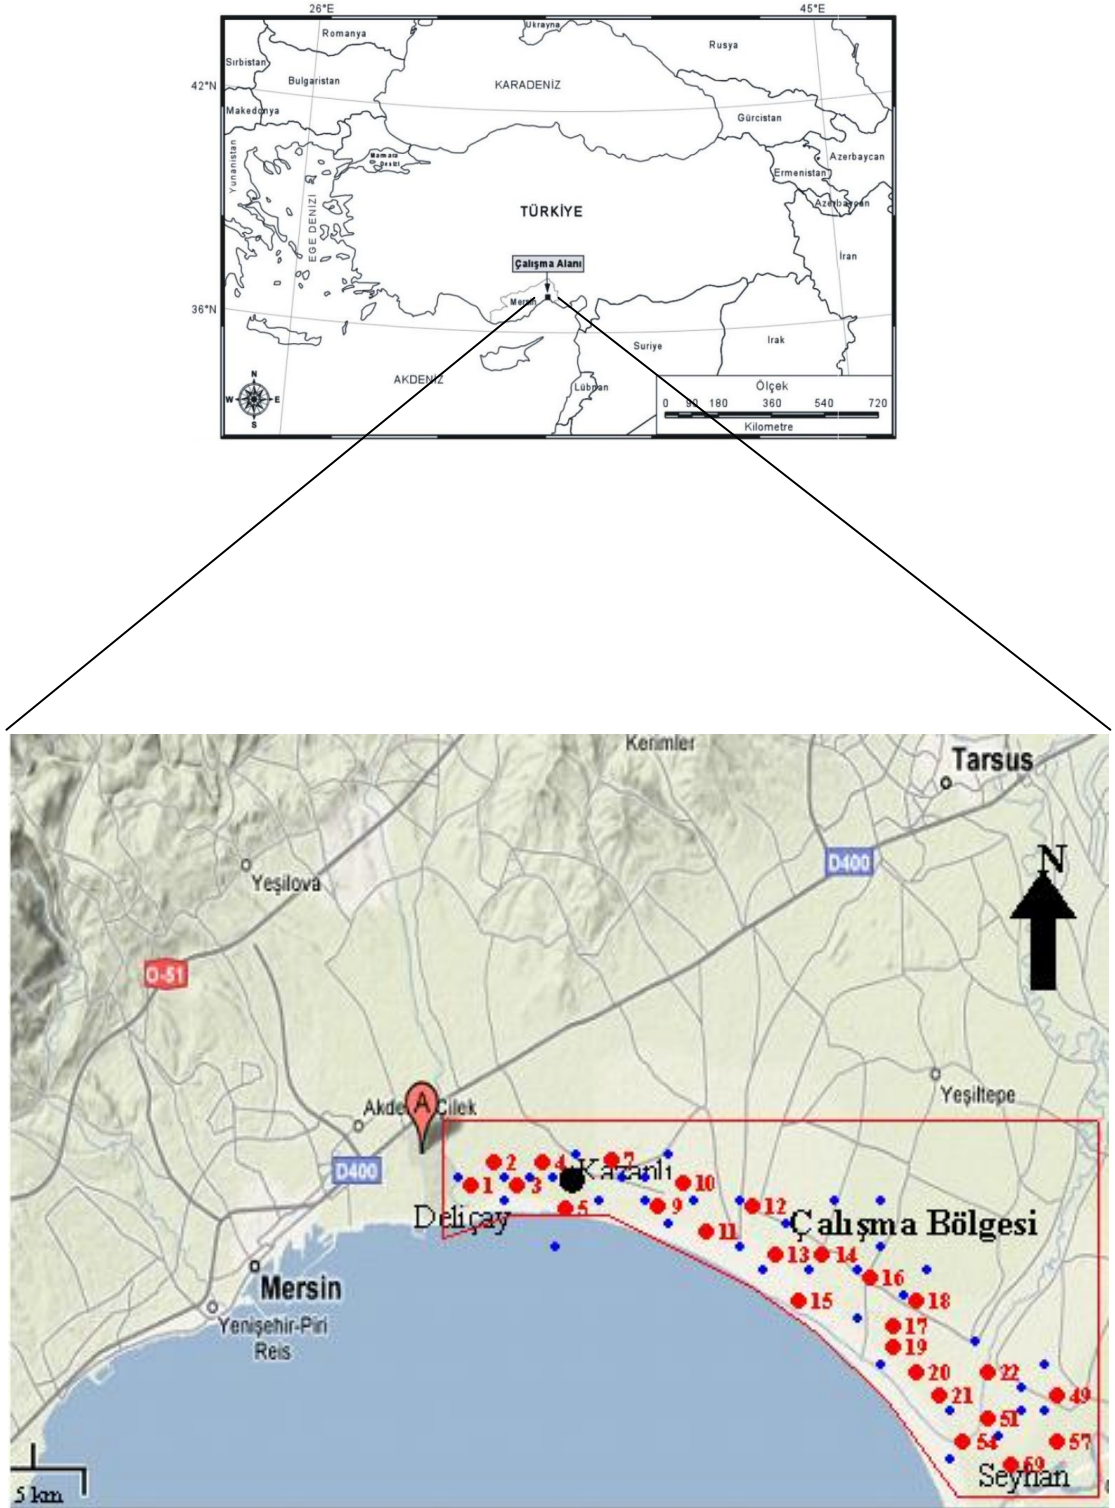 26°E
45°E
Ukrayna
Romanya
Rusya
Sırbistan
Bulgaristan
42°N
KARADENİZ
Makedonya
Gürcistan
Yunanistan
Marmara
Denizi
Azerbaycan
Ermenistan
EGE DENİZİ
Azerbaycan
TÜRKİYE
İran
Çalışma Alanı
Mersin
36°N
Suriye
Irak
AKDENİZ
Lübnan
N
W
E
S
Ölçek
0 90 180 360 540 720
Kilometre
Kerimler
Tarsus
D400
N
Yeşilova
O-51
Yeşiltepe
A
Cilek
D400
2
4
7
Kazanlı
1
3
10
5
9
12
Deliçay
11
Çalışma Bölgesi
13
14
16
Mersin
15
18
Yenişehir-Piri
Reis
17
19
20
22
21
49
51
54
57
59
Seyhan
5 km